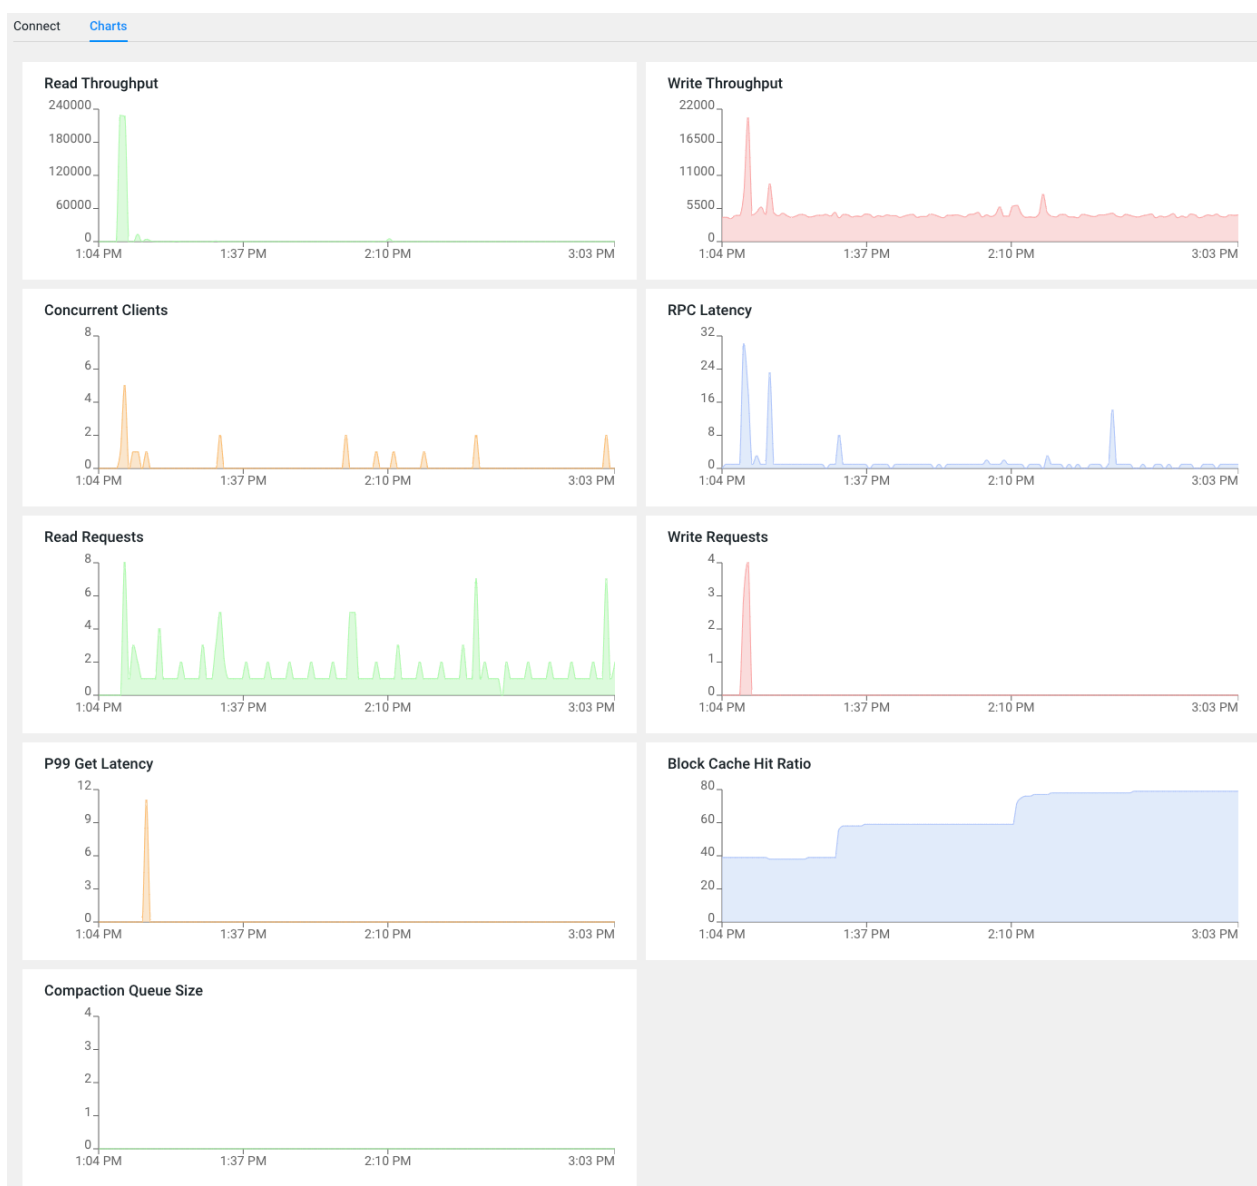 Connect
Charts
Read Throughput
240000
180000
120000
60000
0
1:04 PM
1:37 PM
2:10 PM
3:03 PM
Write Throughput
22000
16500
11000
5500
0
1:04 PM
1:37 PM
2:10 PM
3:03 PM
Concurrent Clients
8
6
4
2
0
1:04 PM
1:37 PM
2:10 PM
3:03 PM
RPC Latency
32
24
16
8
0
1:04 PM
1:37 PM
2:10 PM
3:03 PM
Read Requests
8
6
4
2
0
1:04 PM
1:37 PM
2:10 PM
3:03 PM
Write Requests
4
3
2
1
0
1:04 PM
1:37 PM
2:10 PM
3:03 PM
P99 Get Latency
12
9
6
3
0
1:04 PM
1:37 PM
2:10 PM
3:03 PM
Block Cache Hit Ratio
80
60
40
20
0
1:04 PM
1:37 PM
2:10 PM
3:03 PM
Compaction Queue Size
4
3
2
1
0
1:04 PM
1:37 PM
2:10 PM
3:03 PM